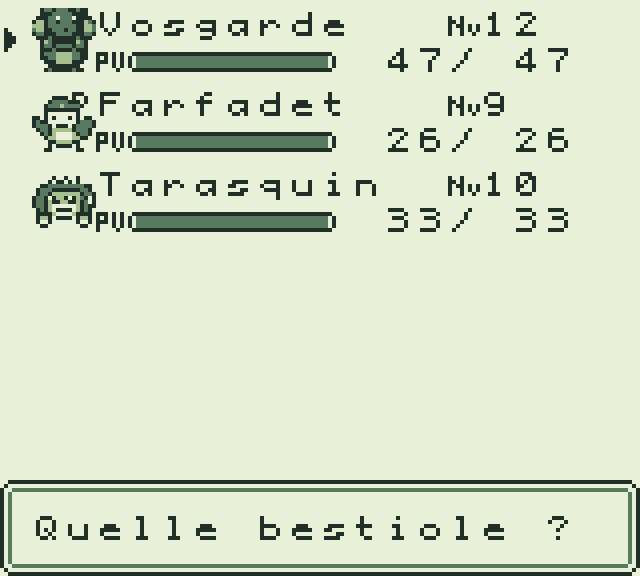 Vosgarde Nv12
PV 47/ 47
Farfadet Nv9
PV 26/ 26
Tarasquin Nv10
PV 33/ 33
Quelle bestiole ?